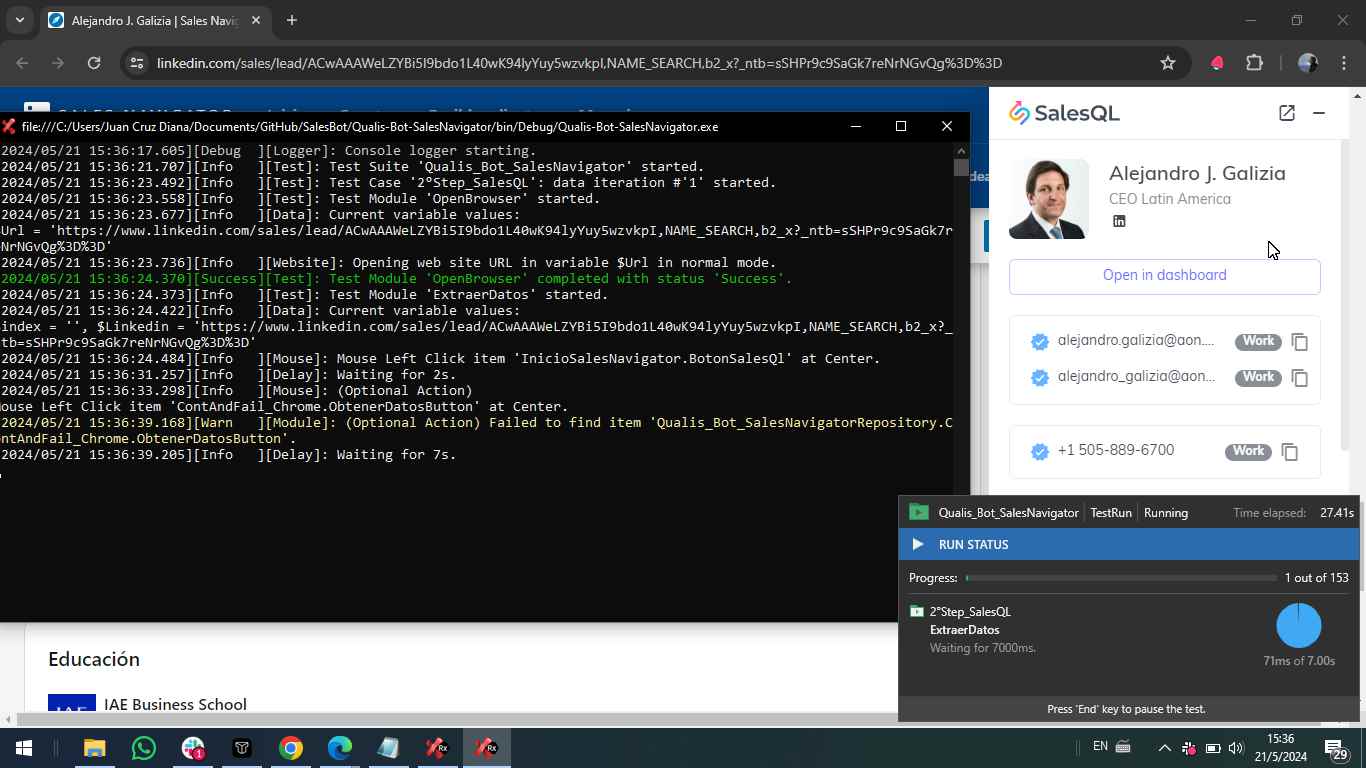 Alejandro J. Galizia | Sales Navig
linkedin.com/sales/lead/ACwAAAWeLZYBi5I9bdo1L40wK94lyYuy5wzvkpI,NAME_SEARCH,b2_x?_ntb=sSHPr9c9SaGk7reNrNGvQg%3D%3D
file:///C:/Users/Juan Cruz Diana/Documents/GitHub/SalesBot/Qualis-Bot-SalesNavigator/bin/Debug/Qualis-Bot-SalesNavigator.exe
2024/05/21 15:36:17.605][Debug  ][Logger]: Console logger starting.
2024/05/21 15:36:21.707][Info   ][Test]: Test Suite 'Qualis_Bot_SalesNavigator' started.
2024/05/21 15:36:23.492][Info   ][Test]: Test Case '2ºStep_SalesQL': data iteration #'1' started.
2024/05/21 15:36:23.558][Info   ][Test]: Test Module 'OpenBrowser' started.
2024/05/21 15:36:23.677][Info   ][Data]: Current variable values:
Url = 'https://www.linkedin.com/sales/lead/ACwAAAWeLZYBi5I9bdo1L40wK94lyYuy5wzvkpI,NAME_SEARCH,b2_x?_ntb=sSHPr9c9SaGk7r
NrNGvQg%3D%3D'
2024/05/21 15:36:23.736][Info   ][Website]: Opening web site URL in variable $Url in normal mode.
2024/05/21 15:36:24.370][Success][Test]: Test Module 'OpenBrowser' completed with status 'Success'.
2024/05/21 15:36:24.373][Info   ][Test]: Test Module 'ExtraerDatos' started.
2024/05/21 15:36:24.422][Info   ][Data]: Current variable values:
index = '', $Linkedin = 'https://www.linkedin.com/sales/lead/ACwAAAWeLZYBi5I9bdo1L40wK94lyYuy5wzvkpI,NAME_SEARCH,b2_x?_
tb=sSHPr9c9SaGk7reNrNGvQg%3D%3D'
2024/05/21 15:36:24.484][Info   ][Mouse]: Mouse Left Click item 'InicioSalesNavigator.BotonSalesQl' at Center.
2024/05/21 15:36:31.257][Info   ][Delay]: Waiting for 2s.
2024/05/21 15:36:33.298][Info   ][Mouse]: (Optional Action)
ouse Left Click item 'ContAndFail_Chrome.ObtenerDatosButton' at Center.
2024/05/21 15:36:39.168][Warn   ][Module]: (Optional Action) Failed to find item 'Qualis_Bot_SalesNavigatorRepository.C
ntAndFail_Chrome.ObtenerDatosButton'.
2024/05/21 15:36:39.205][Info   ][Delay]: Waiting for 7s.
SalesQL
Alejandro J. Galizia
CEO Latin America
Open in dashboard
alejandro.galizia@aon.... Work
alejandro_galizia@aon... Work
+1 505-889-6700 Work
Qualis_Bot_SalesNavigator TestRun Running Time elapsed: 27.41s
RUN STATUS
Progress: 1 out of 153
2°Step_SalesQL
ExtraerDatos
Waiting for 7000ms.
71ms of 7.00s
Press 'End' key to pause the test.
Educación
IAE Business School
EN
15:36
21/5/2024
29
1